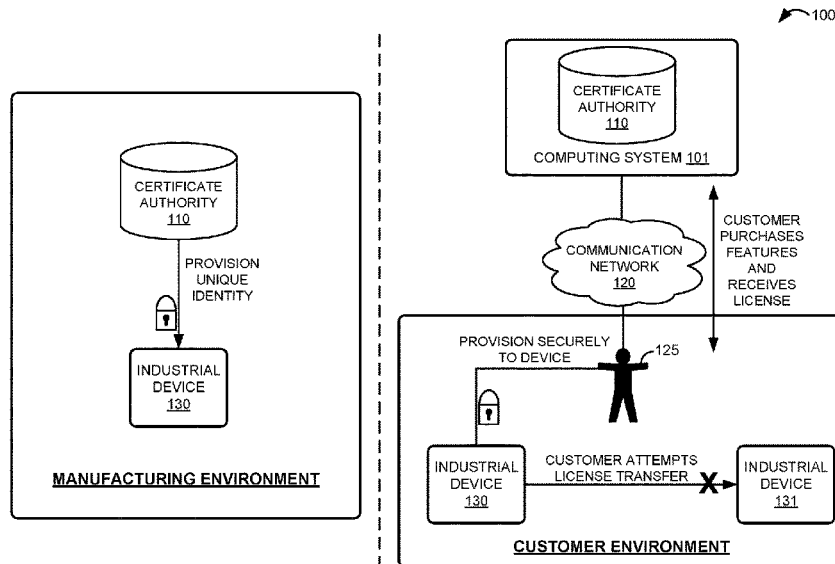 100
CERTIFICATE
AUTHORITY
110
PROVISION
UNIQUE
IDENTITY
INDUSTRIAL
DEVICE
130
MANUFACTURING ENVIRONMENT
CERTIFICATE
AUTHORITY
110
COMPUTING SYSTEM 101
COMMUNICATION
NETWORK
120
CUSTOMER
PURCHASES
FEATURES
AND
RECEIVES
LICENSE
PROVISION SECURELY
TO DEVICE
125
INDUSTRIAL
DEVICE
130
CUSTOMER ATTEMPTS
LICENSE TRANSFER
X
INDUSTRIAL
DEVICE
131
CUSTOMER ENVIRONMENT